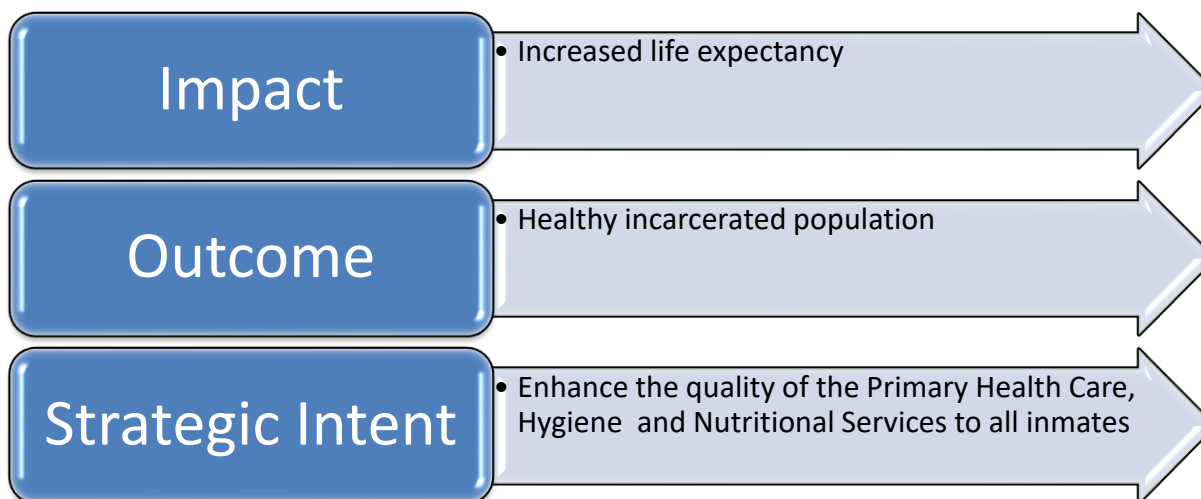 Impact
• Increased life expectancy
Outcome
• Healthy incarcerated population
Strategic Intent
• Enhance the quality of the Primary Health Care,
Hygiene  and Nutritional Services to all inmates